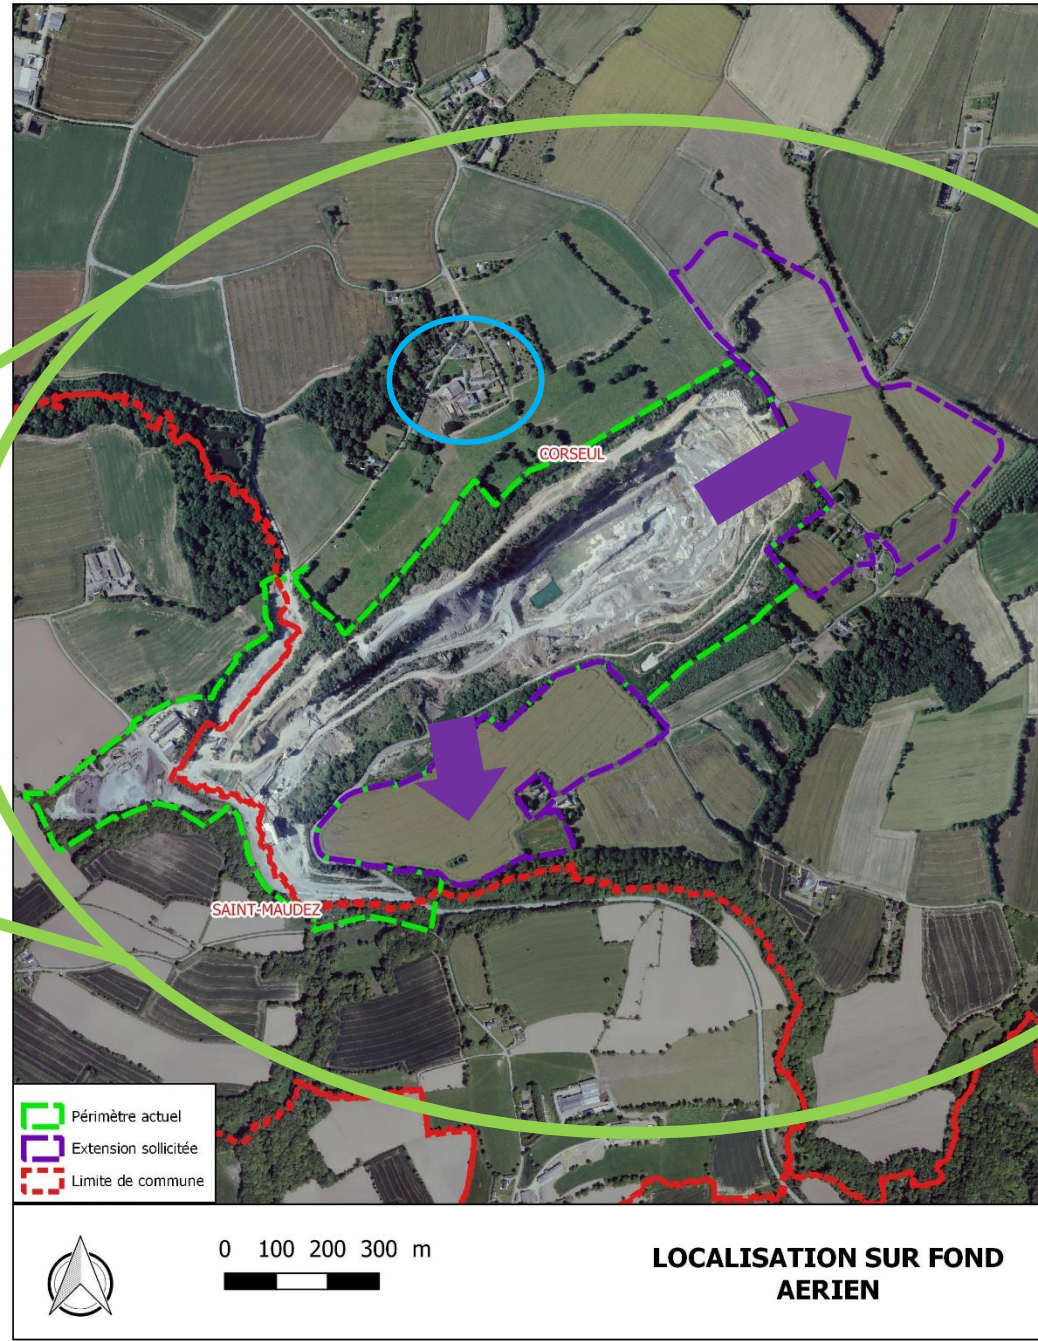 CORSEUL
SAINT-MAUDEZ
Périmètre actuel
Extension sollicitée
Limite de commune
0 100 200 300 m
LOCALISATION SUR FOND
AERIEN